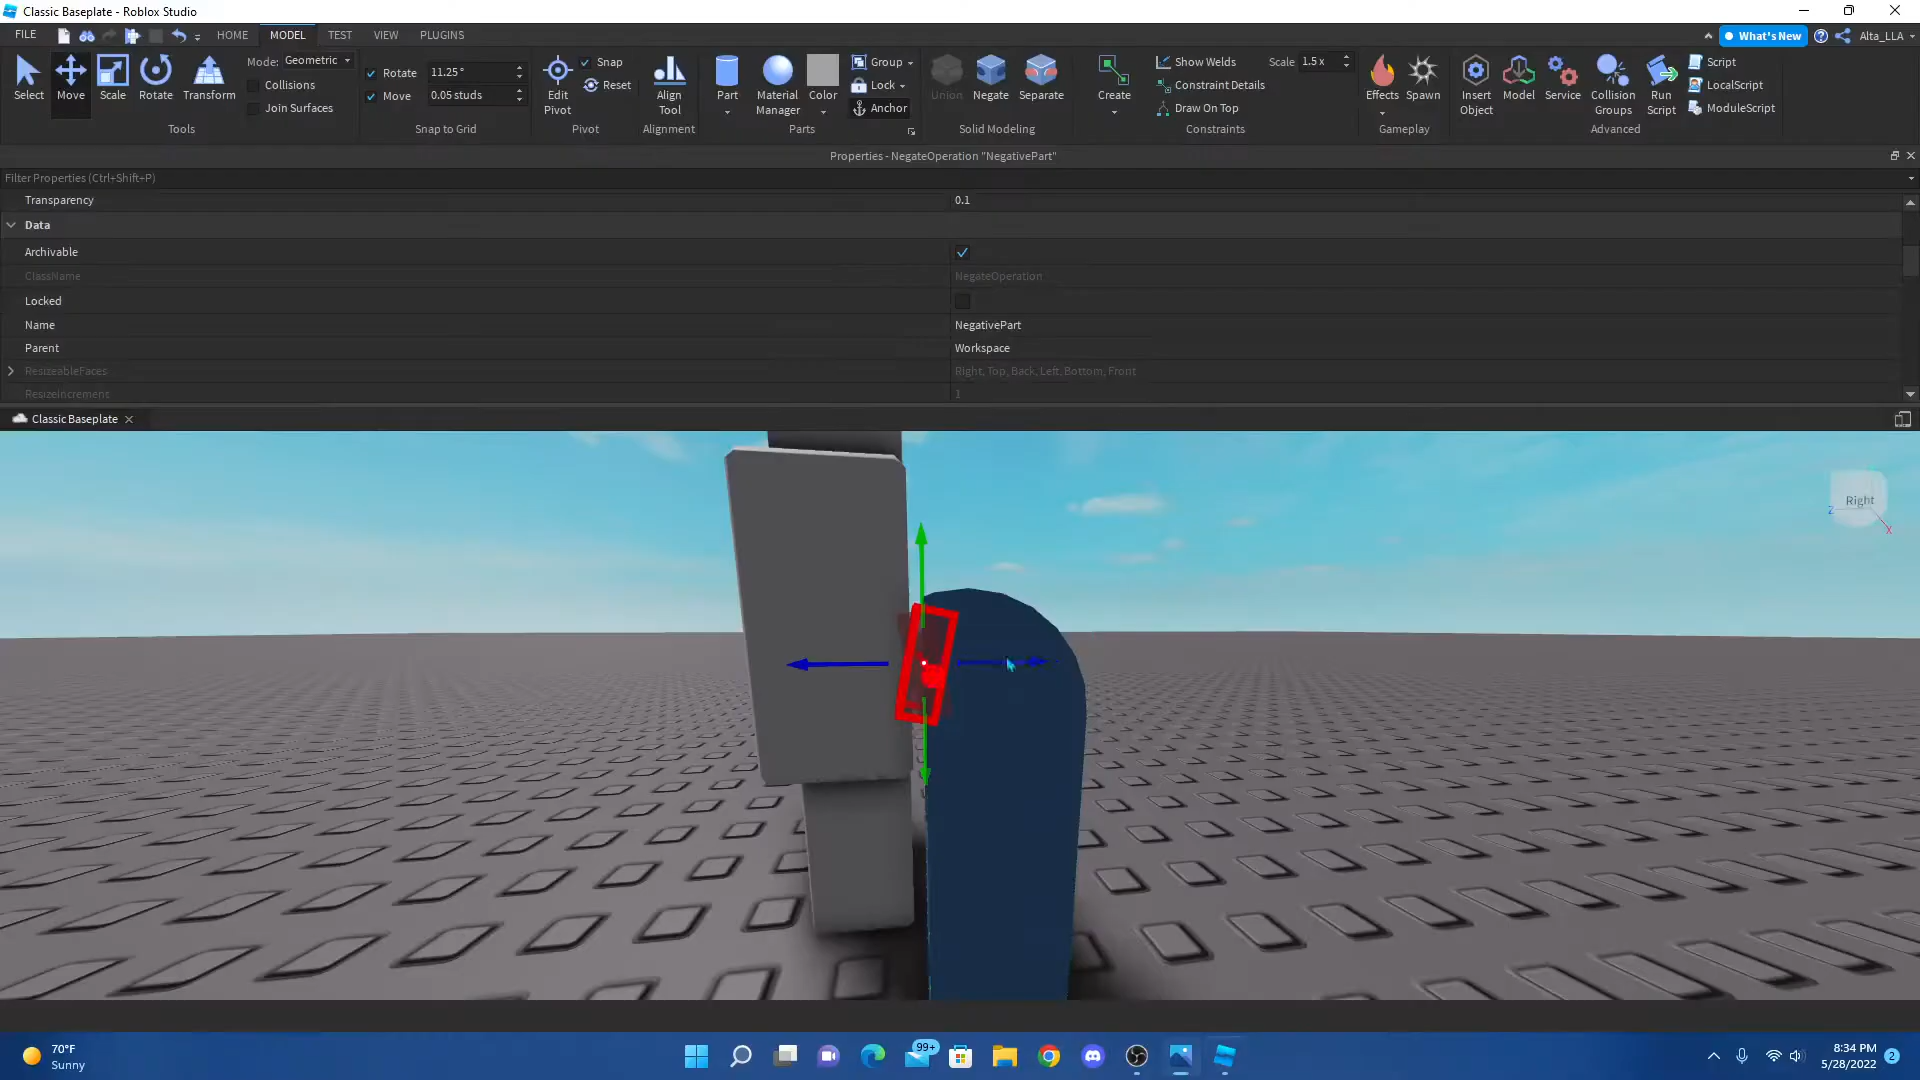 Classic Baseplate - Roblox Studio
FILE HOME MODEL TEST VIEW PLUGINS What's New Alta_LLA
Mode: Geometric
Collisions
Join Surfaces
Select Move Scale Rotate Transform
Tools
Rotate 11.25°
Move 0.05 studs
Snap to Grid
Edit Pivot
Snap
Reset
Pivot
Align Tool
Alignment
Part Material Manager Color
Group
Lock
Anchor
Parts
Union Negate Separate
Solid Modeling
Create
Show Welds Scale 1.5 x
Constraint Details
Draw On Top
Constraints
Effects Spawn
Gameplay
Insert Object Model Service Collision Groups Run Script
Script
LocalScript
ModuleScript
Advanced
Properties - NegateOperation "NegativePart"
Filter Properties (Ctrl+Shift+P)
Transparency 0.1
Data
Archivable
ClassName NegateOperation
Locked
Name NegativePart
Parent Workspace
ResizeableFaces Right, Top, Back, Left, Bottom, Front
ResizeIncrement 1
Classic Baseplate
Right
Z
X
70°F
Sunny
99+
8:34 PM
5/28/2022
2